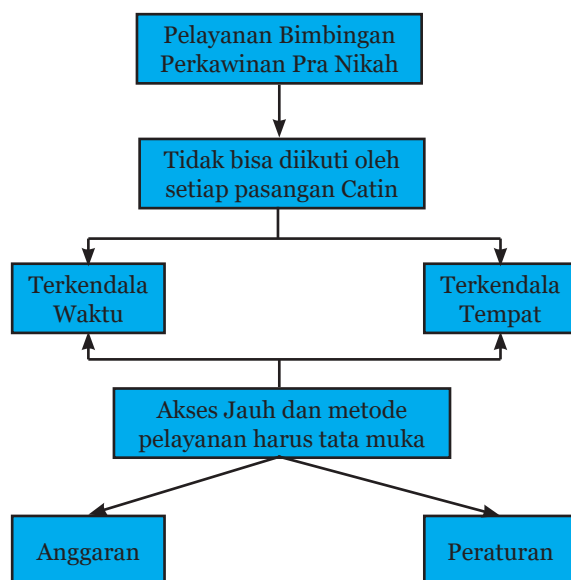 Pelayanan Bimbingan
Perkawinan Pra Nikah
Tidak bisa diikuti oleh
setiap pasangan Catin
Terkendala
Waktu
Terkendala
Tempat
Akses Jauh dan metode
pelayanan harus tata muka
Anggaran
Peraturan